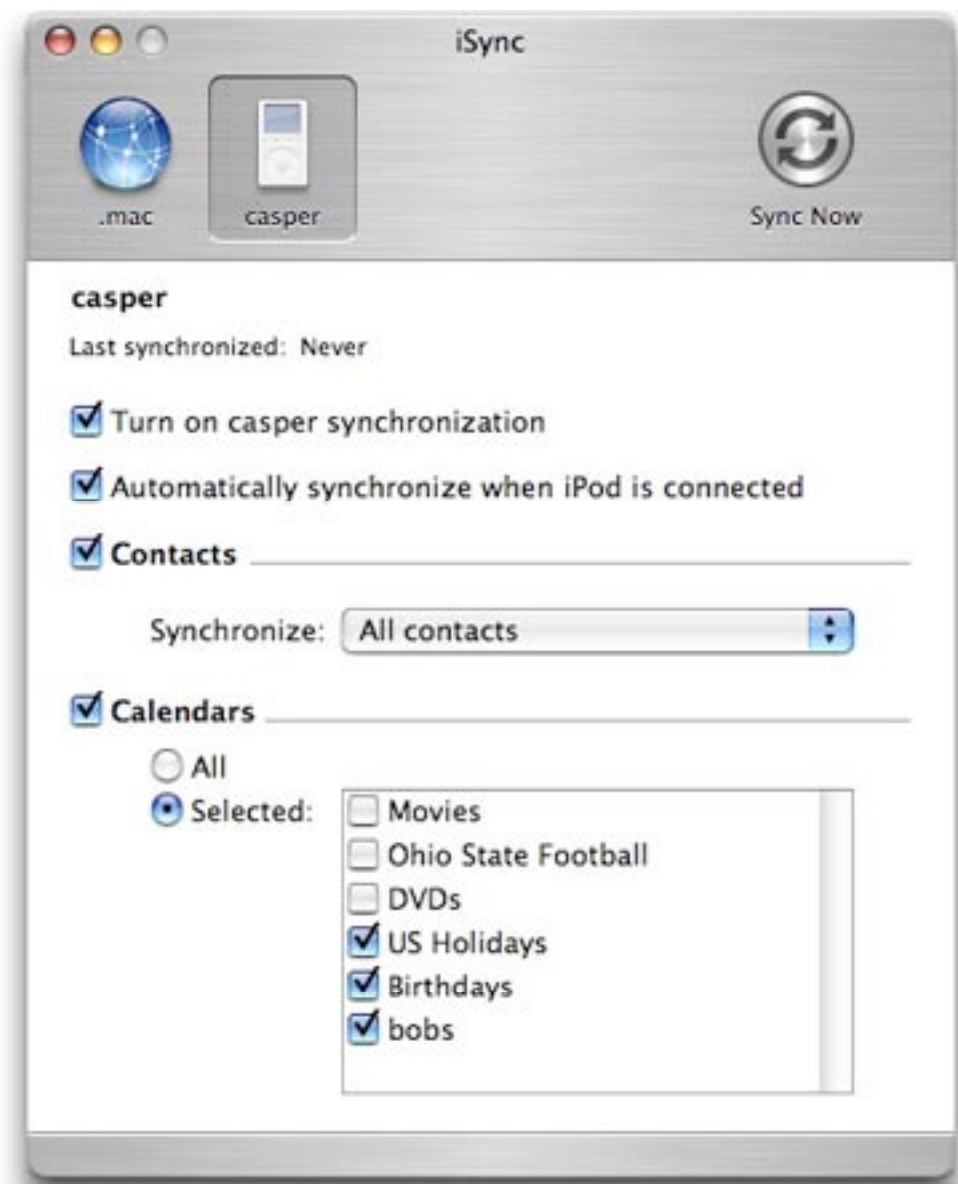 iSync
.mac
casper
Sync Now
casper
Last synchronized: Never
Turn on casper synchronization
Automatically synchronize when iPod is connected
Contacts
Synchronize: All contacts
Calendars
All
Selected:
Movies
Ohio State Football
DVDs
US Holidays
Birthdays
bobs